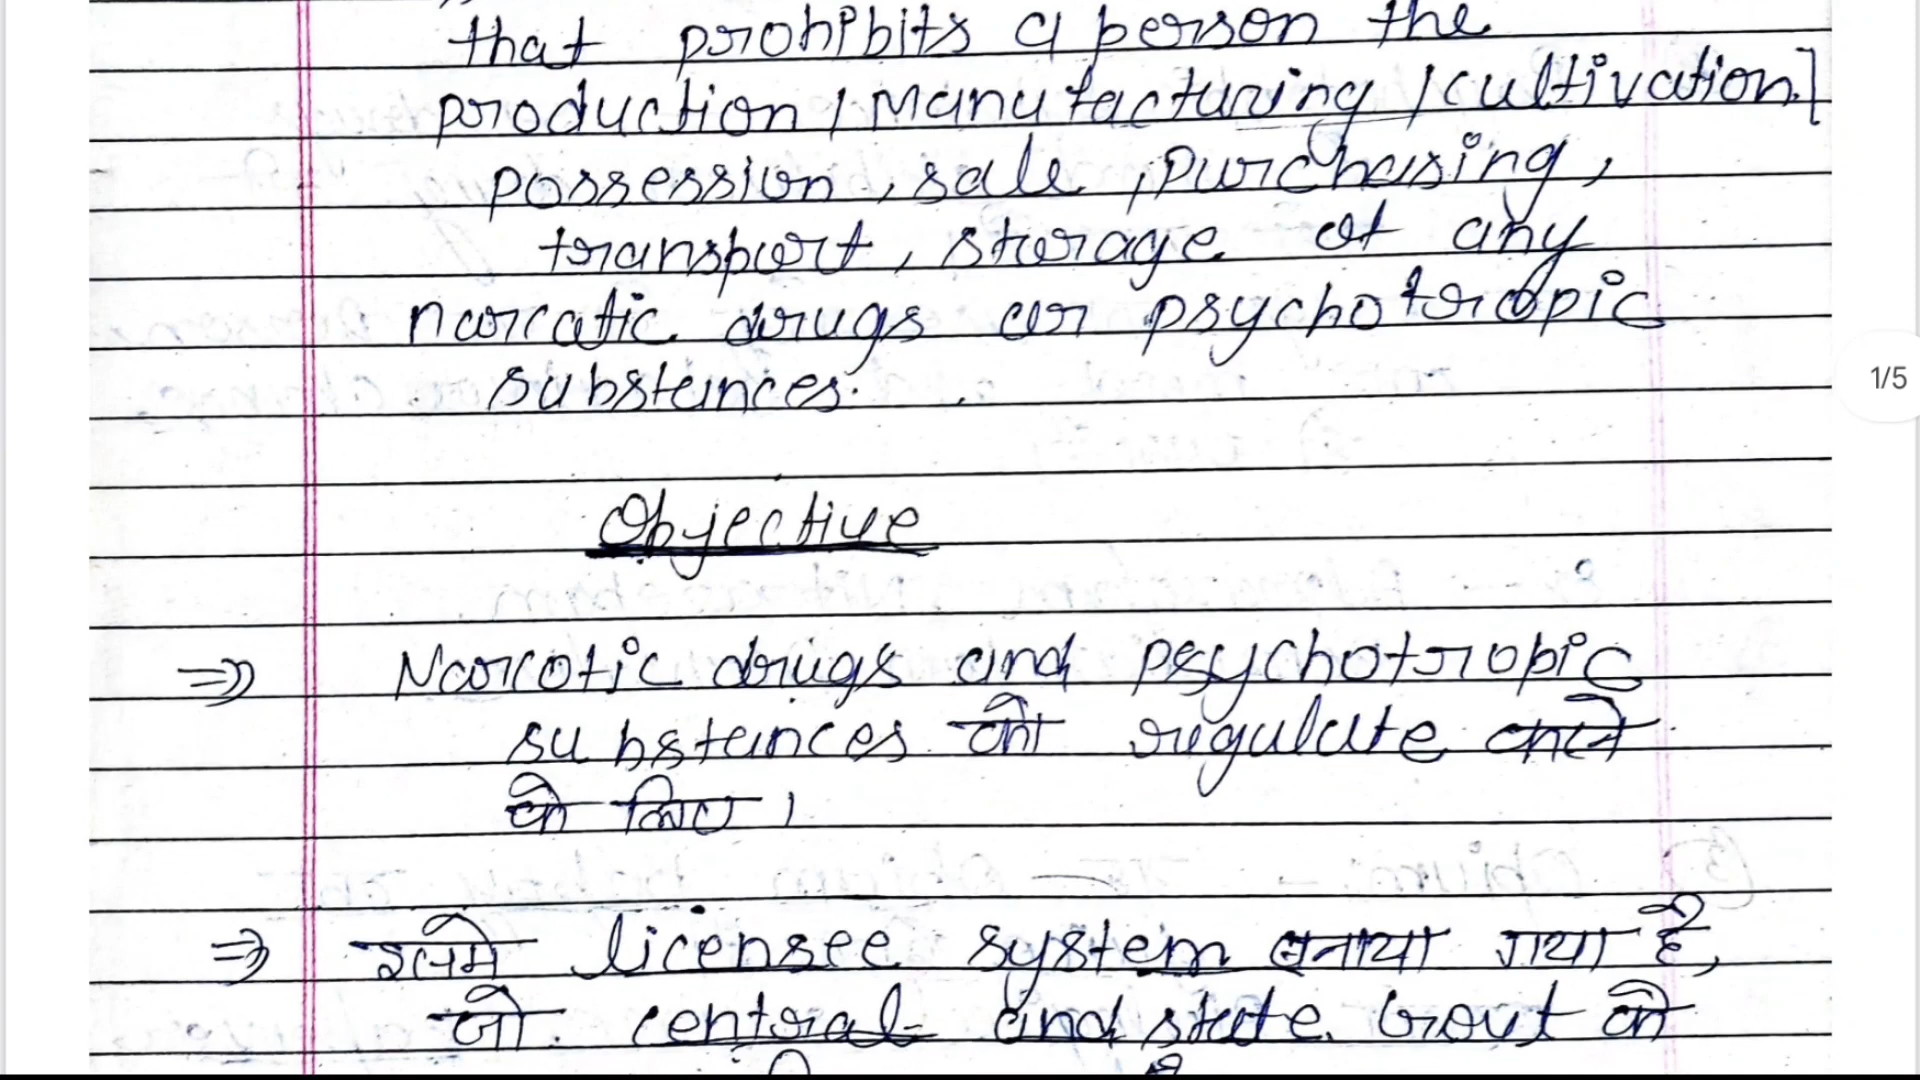 that prohibits a person the
production / Manufacturing / cultivation]
possession, sale, purchasing,
transport, storage of any
narcatic drugs or psychotropic
substances.
1/5
Objective
⇒ Narcotic drugs and psychotropic
substances को regulate करने
के लिए।
⇒ इसमे licensee system बनाया गया है,
जो central and state Govt को